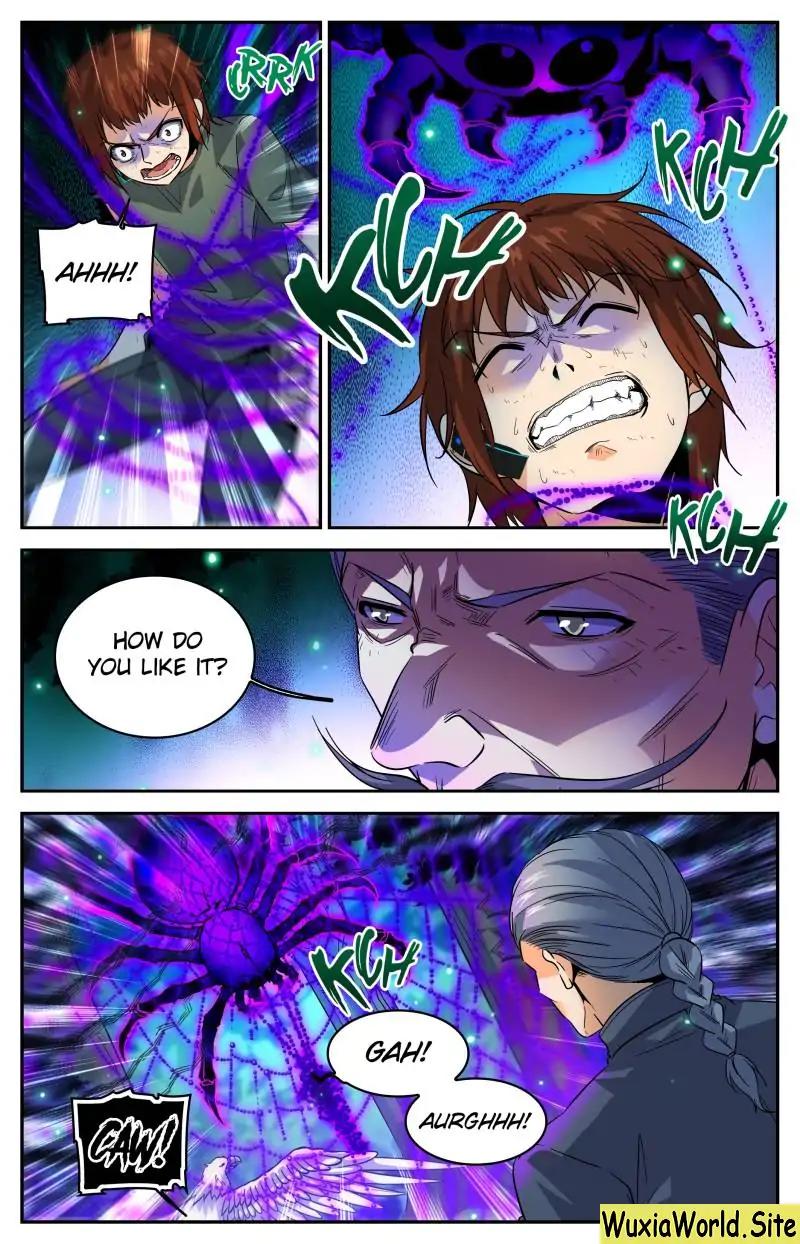 CRRK
AHHH!
KCH
KCH
KCH
HOW DO
YOU LIKE IT?
KCH
GAH!
AURGHHH!
CAW!
WuxiaWorld.Site